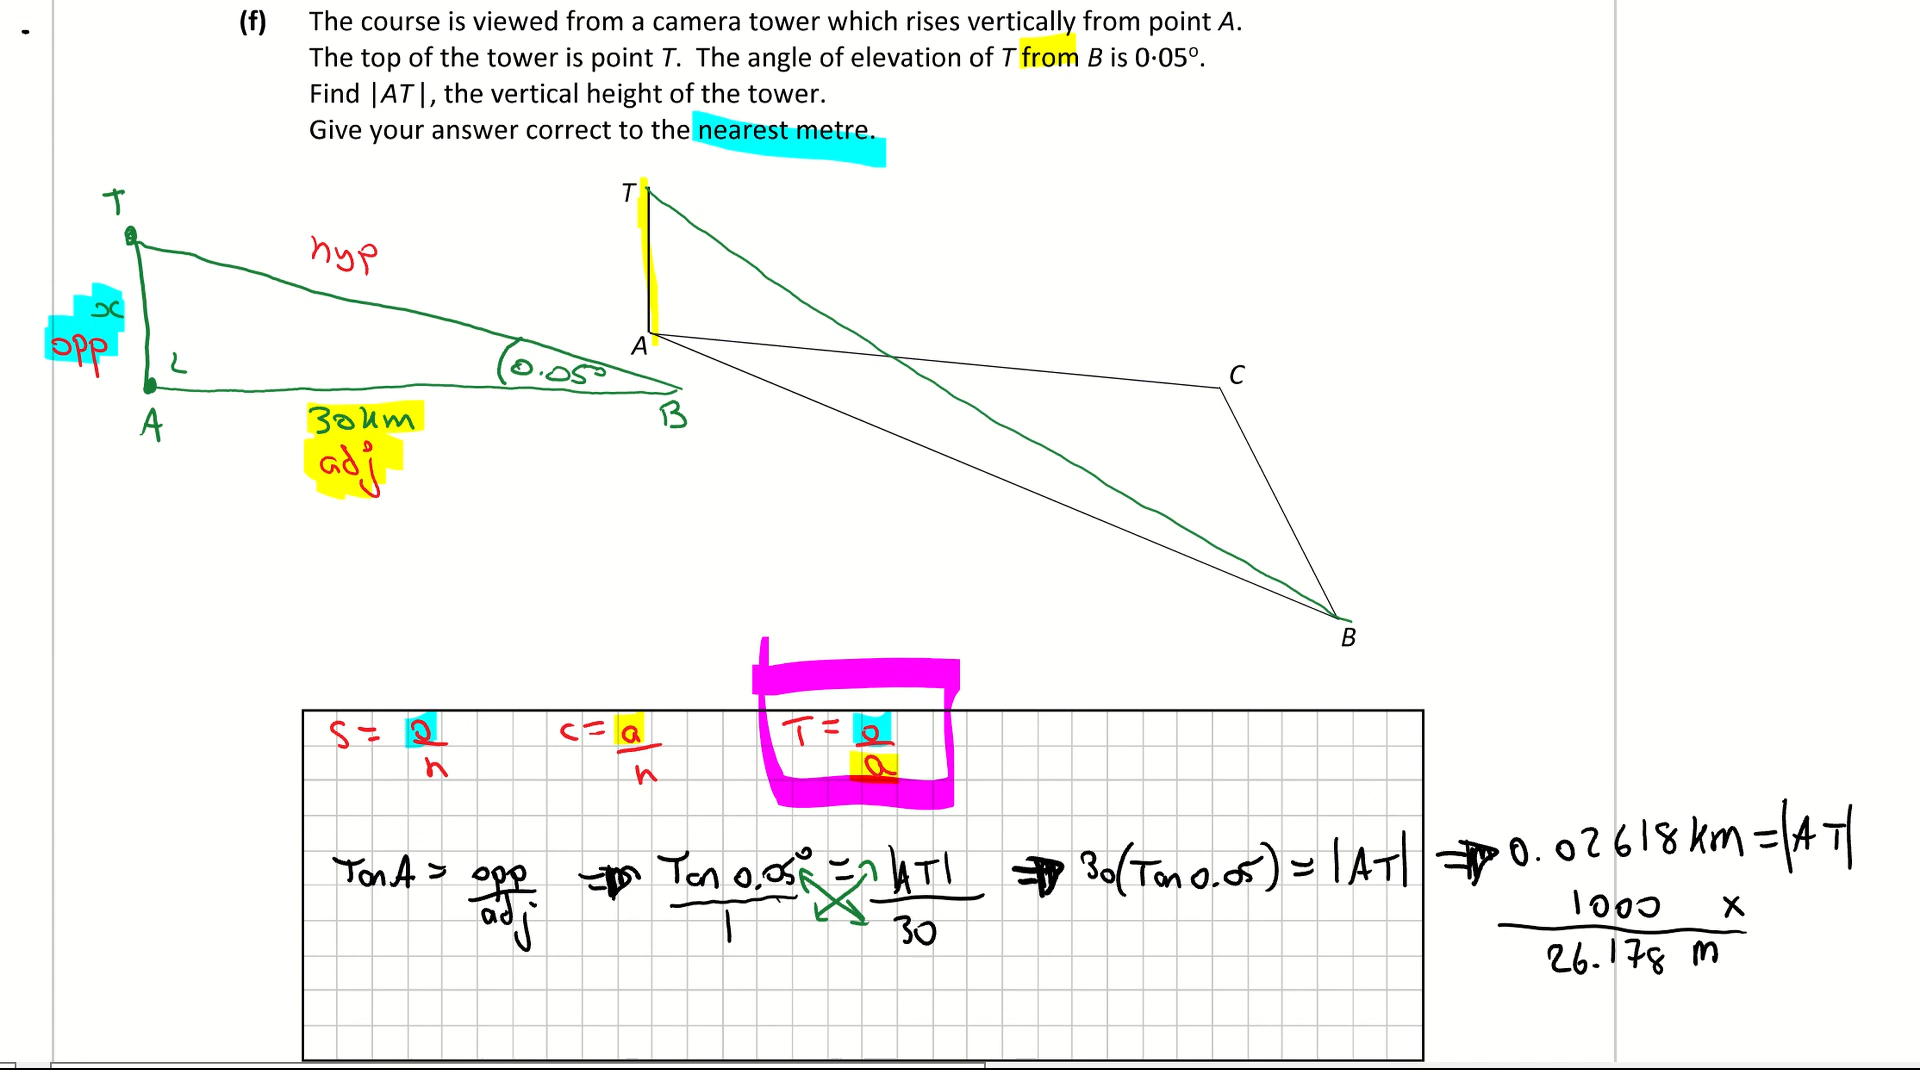 (f) The course is viewed from a camera tower which rises vertically from point A.
The top of the tower is point T. The angle of elevation of T from B is 0·05º.
Find |AT|, the vertical height of the tower.
Give your answer correct to the nearest metre.
T
hyp
x
opp
0.05°
A
30km
adj
B
T
A
C
B
S = o/h
C = a/h
T = o/a
Tan A = opp/adj ⇒ Tan 0.05°/1 = |AT|/30 ⇒ 30(Tan 0.05) = |AT| ⇒ 0.02618 km = |AT|
1000 x
26.178 m